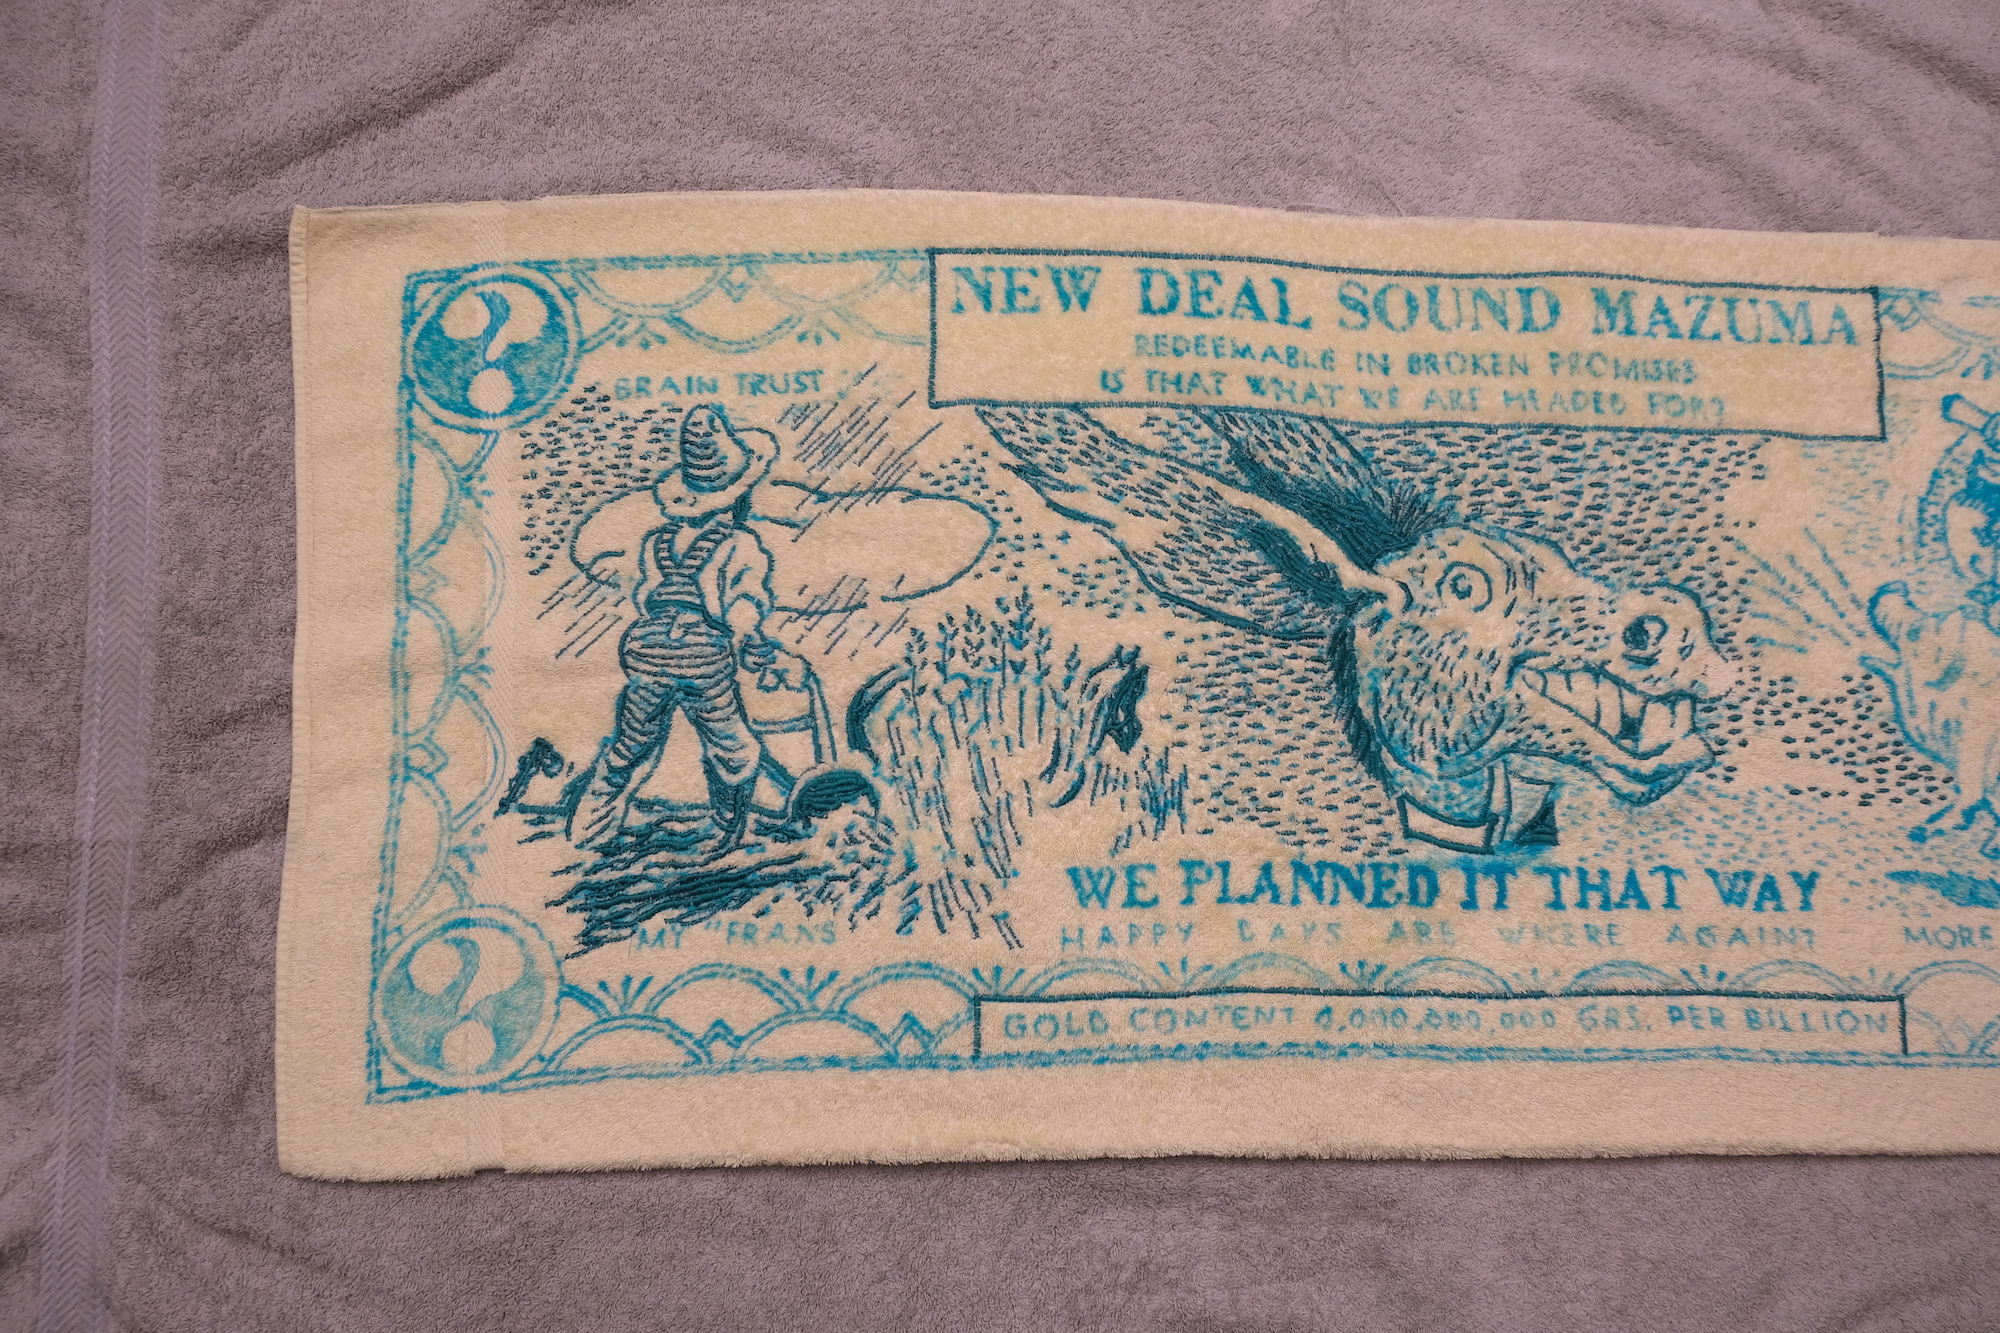 NEW DEAL SOUND MAZUMA
REDEEMABLE IN BROKEN PROMISES
IS THAT WHAT WE ARE HEADED FOR?
BRAIN TRUST
WE PLANNED IT THAT WAY
MY "FRANS
HAPPY DAYS ARE WHERE AGAIN?
MORE
GOLD CONTENT 0,000,000,000 GRS. PER BILLION